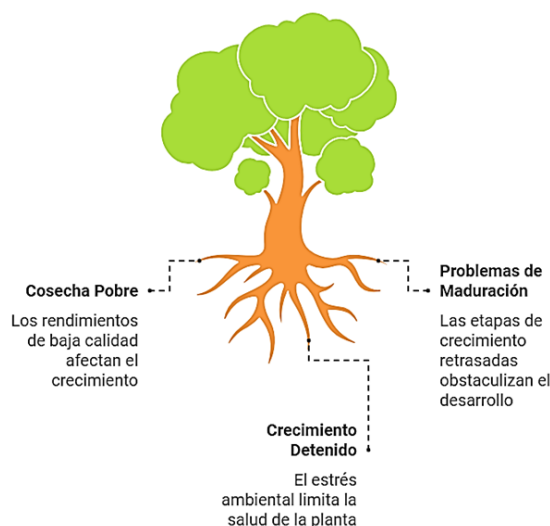 Cosecha Pobre
Los rendimientos
de baja calidad
afectan el
crecimiento
Problemas de
Maduración
Las etapas de
crecimiento
retrasadas
obstaculizan el
desarrollo
Crecimiento
Detenido
El estrés
ambiental limita la
salud de la planta